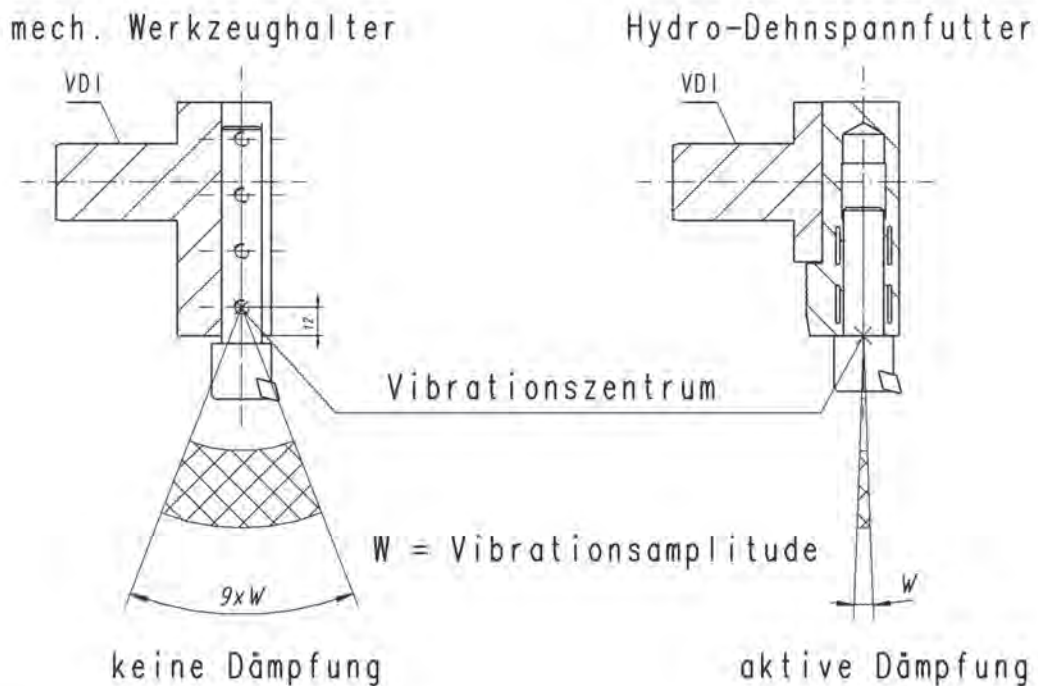 mech. Werkzeughalter
Hydro-Dehnspannfutter
VDI
VDI
12
Vibrationszentrum
W = Vibrationsamplitude
9xW
W
keine Dämpfung
aktive Dämpfung